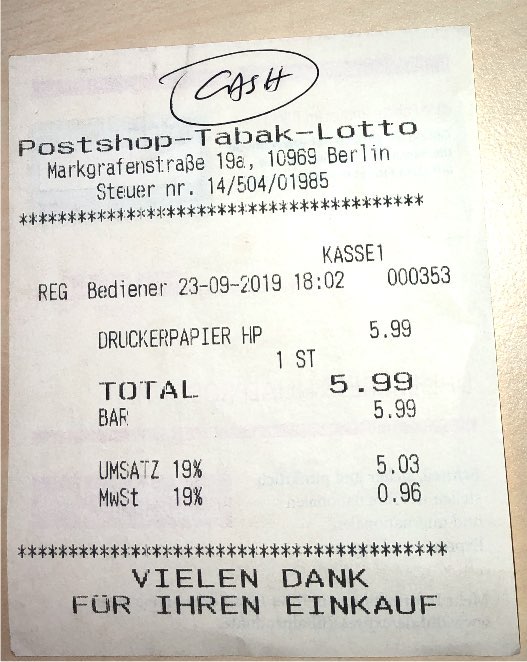 CASH
Postshop-Tabak-Lotto
Markgrafenstraße 19a, 10969 Berlin
Steuer nr. 14/504/01985
****************************************
KASSE1
REG Bediener 23-09-2019 18:02 000353
DRUCKERPAPIER HP 5.99
1 ST
TOTAL 5.99
BAR 5.99
UMSATZ 19% 5.03
MwSt 19% 0.96
****************************************
VIELEN DANK
FÜR IHREN EINKAUF